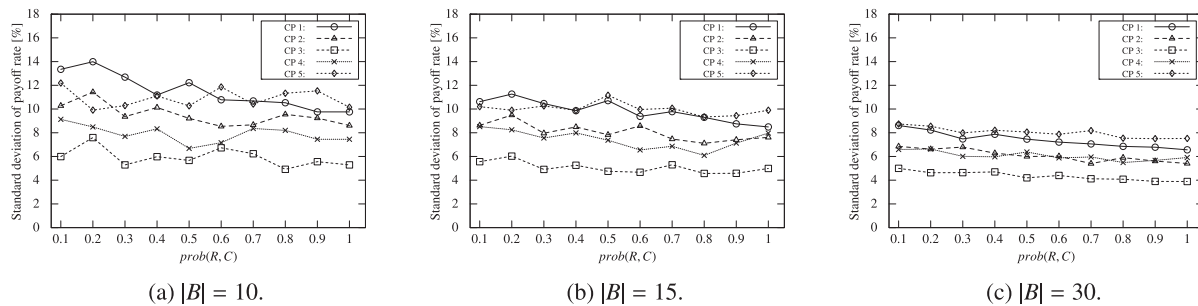 Standard deviation of payoff rate [%]
18
16
14
12
10
8
6
4
2
0
CP 1:
CP 2:
CP 3:
CP 4:
CP 5:
0.1 0.2 0.3 0.4 0.5 0.6 0.7 0.8 0.9 1
prob(R, C)
(a) |B| = 10.
Standard deviation of payoff rate [%]
18
16
14
12
10
8
6
4
2
0
CP 1:
CP 2:
CP 3:
CP 4:
CP 5:
0.1 0.2 0.3 0.4 0.5 0.6 0.7 0.8 0.9 1
prob(R, C)
(b) |B| = 15.
Standard deviation of payoff rate [%]
18
16
14
12
10
8
6
4
2
0
CP 1:
CP 2:
CP 3:
CP 4:
CP 5:
0.1 0.2 0.3 0.4 0.5 0.6 0.7 0.8 0.9 1
prob(R, C)
(c) |B| = 30.